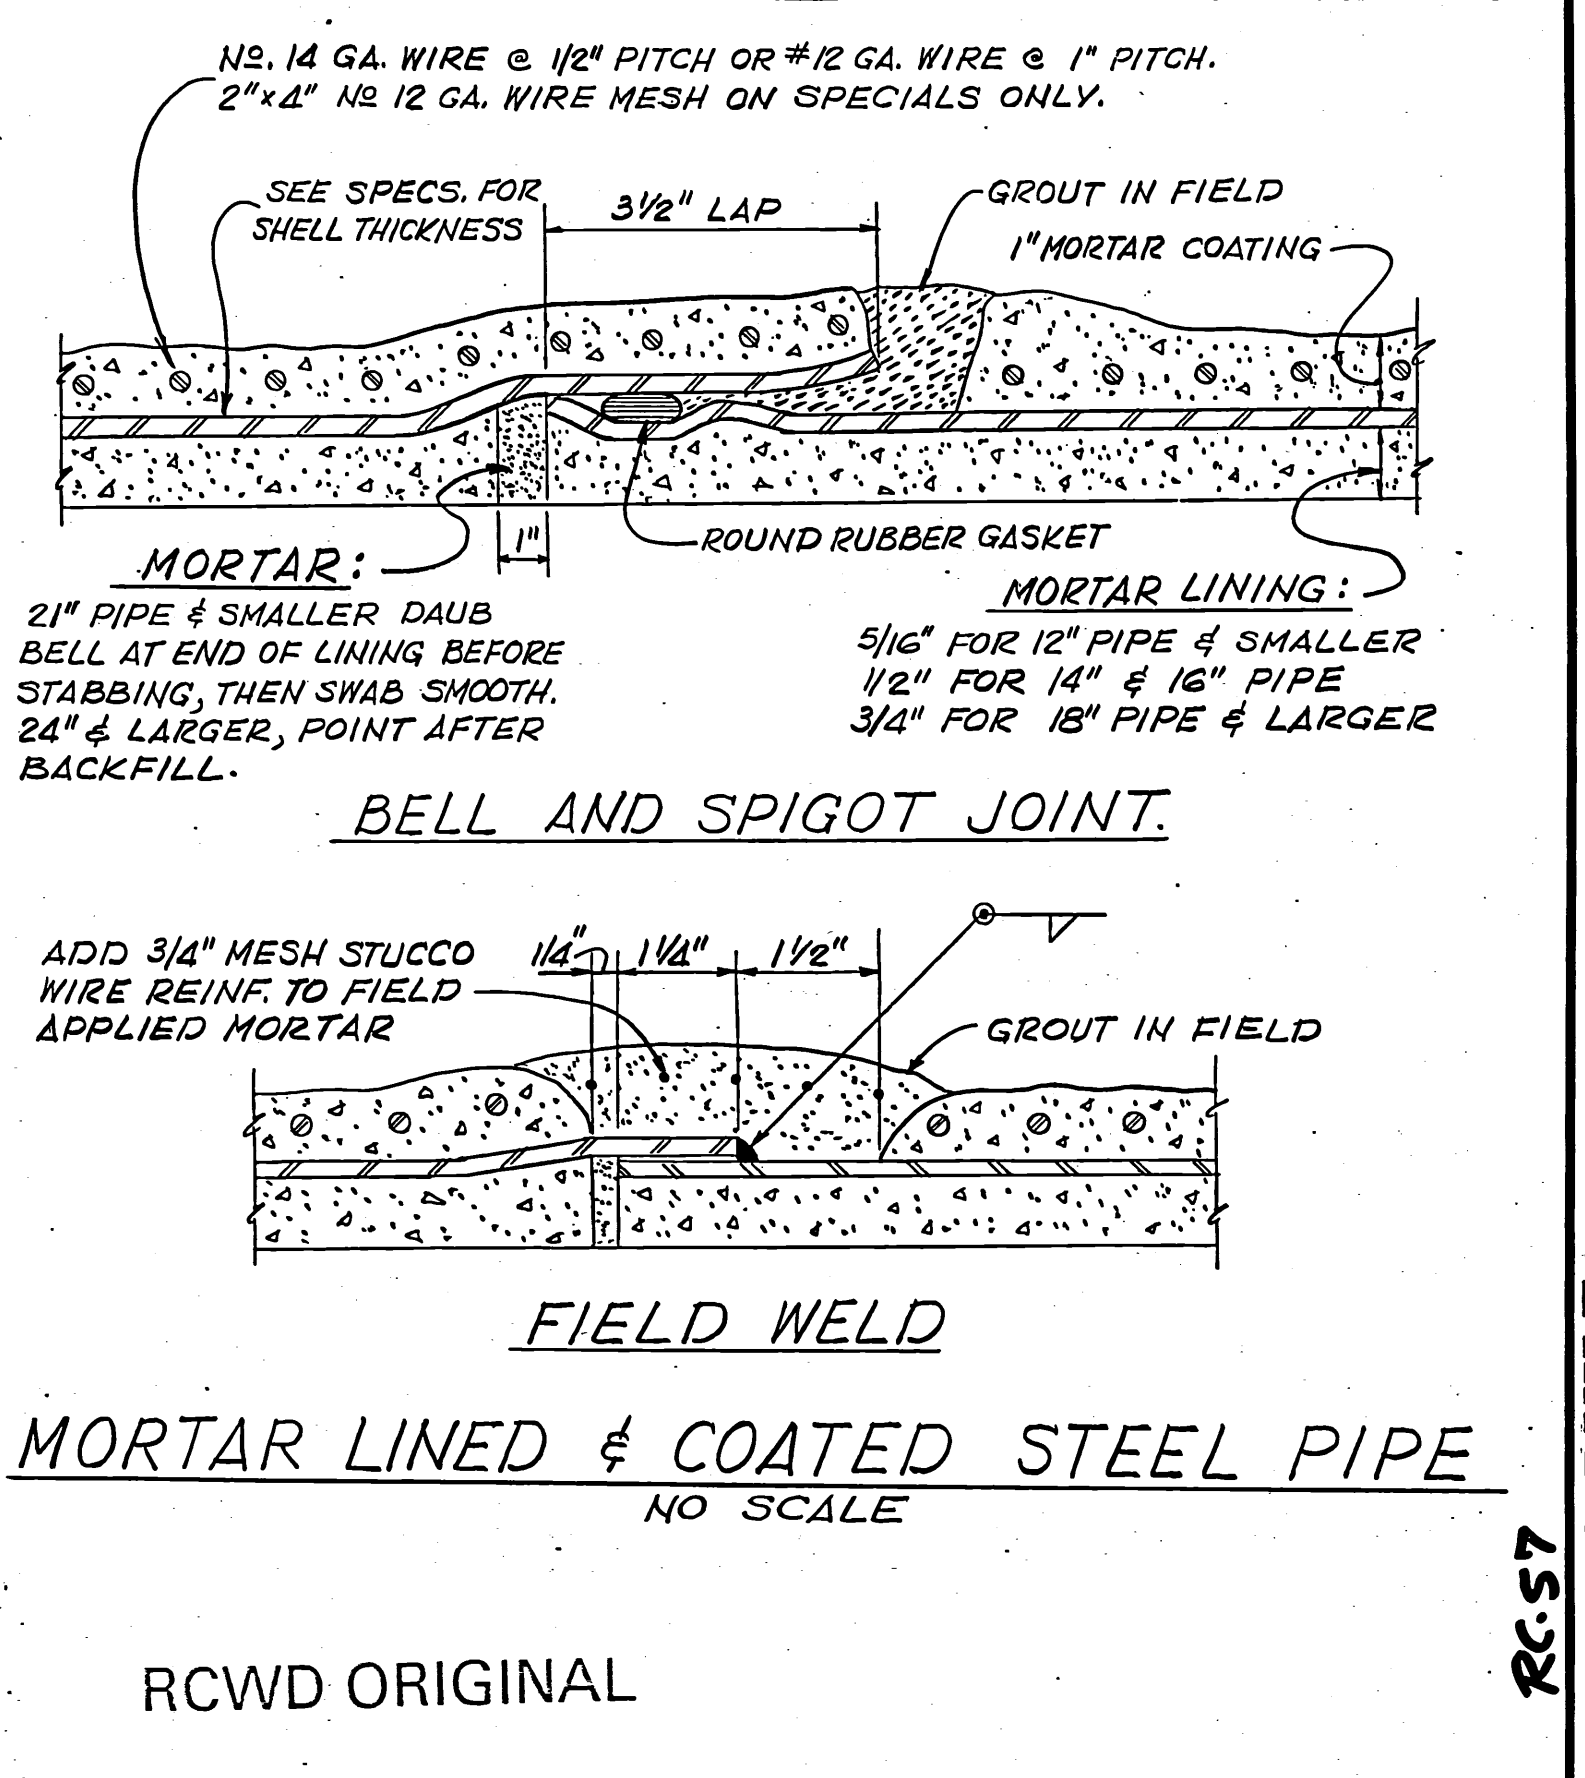 Nº. 14 GA. WIRE @ 1/2" PITCH OR #12 GA. WIRE @ 1" PITCH.
2"x4" Nº 12 GA. WIRE MESH ON SPECIALS ONLY.
SEE SPECS. FOR
SHELL THICKNESS
3½" LAP
GROUT IN FIELD
1" MORTAR COATING
1"
ROUND RUBBER GASKET
MORTAR:
21" PIPE & SMALLER DAUB
BELL AT END OF LINING BEFORE
STABBING, THEN SWAB SMOOTH.
24" & LARGER, POINT AFTER
BACKFILL.
MORTAR LINING:
5/16" FOR 12" PIPE & SMALLER
1/2" FOR 14" & 16" PIPE
3/4" FOR 18" PIPE & LARGER
BELL AND SPIGOT JOINT.
ADD 3/4" MESH STUCCO
WIRE REINF. TO FIELD
APPLIED MORTAR
1/4"
1¼"
1½"
GROUT IN FIELD
FIELD WELD
MORTAR LINED & COATED STEEL PIPE
NO SCALE
RC-57
RCWD ORIGINAL